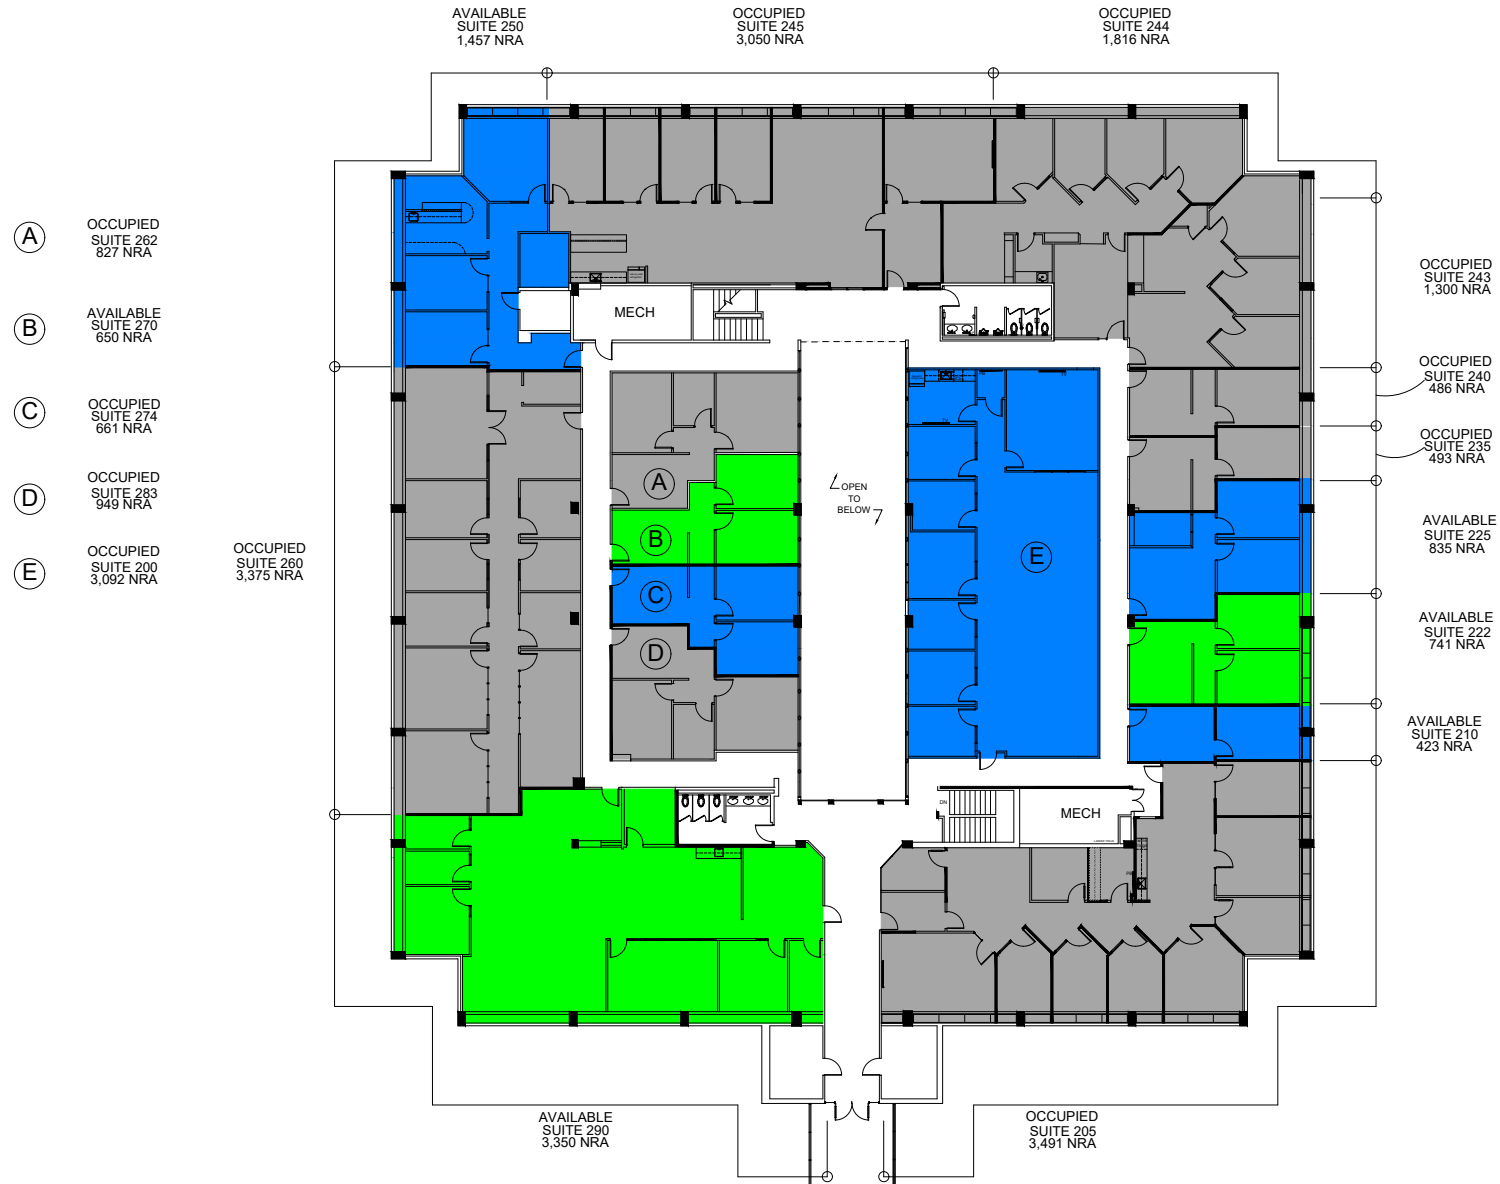 AVAILABLE
SUITE 250
1,457 NRA
OCCUPIED
SUITE 245
3,050 NRA
OCCUPIED
SUITE 244
1,816 NRA
A
OCCUPIED
SUITE 262
827 NRA
B
AVAILABLE
SUITE 270
650 NRA
C
OCCUPIED
SUITE 274
661 NRA
D
OCCUPIED
SUITE 283
949 NRA
E
OCCUPIED
SUITE 200
3,092 NRA
OCCUPIED
SUITE 260
3,375 NRA
MECH
A
B
C
D
OPEN
TO
BELOW
E
DN
MECH
OCCUPIED
SUITE 243
1,300 NRA
OCCUPIED
SUITE 240
486 NRA
OCCUPIED
SUITE 235
493 NRA
AVAILABLE
SUITE 225
835 NRA
AVAILABLE
SUITE 222
741 NRA
AVAILABLE
SUITE 210
423 NRA
AVAILABLE
SUITE 290
3,350 NRA
OCCUPIED
SUITE 205
3,491 NRA